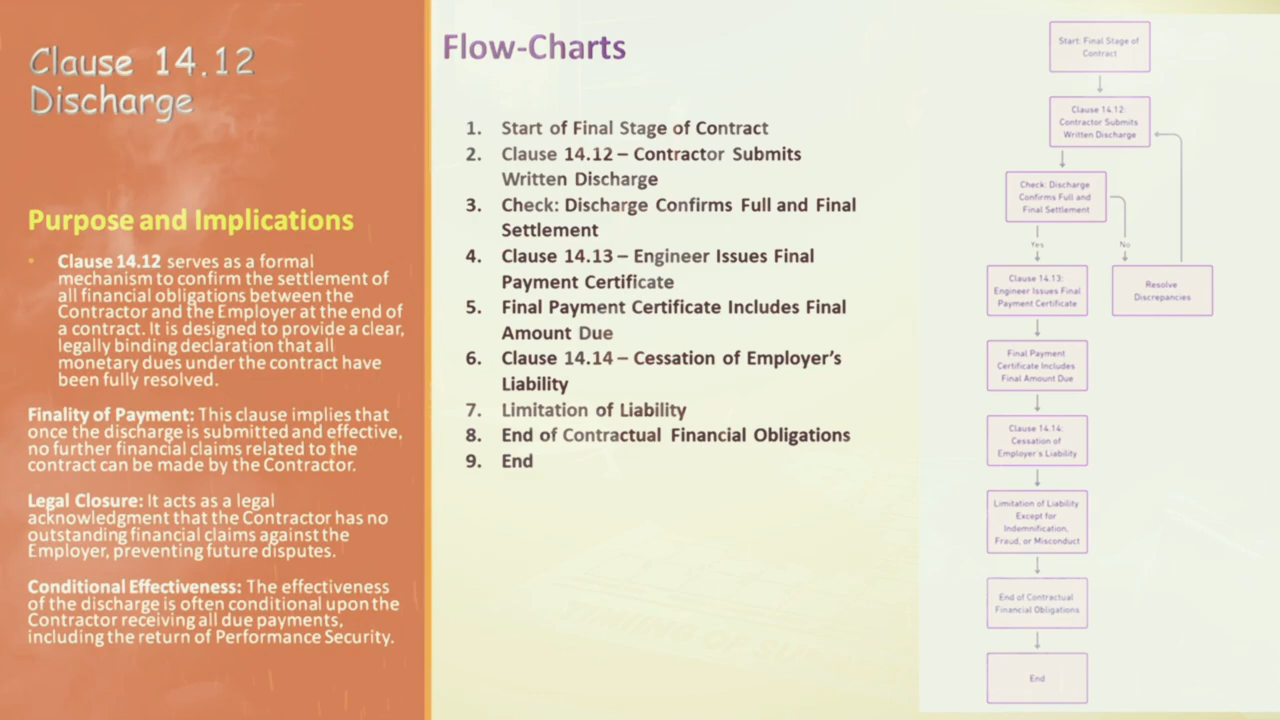 Clause 14.12
Discharge
Purpose and Implications
• Clause 14.12 serves as a formal
mechanism to confirm the settlement of
all financial obligations between the
Contractor and the Employer at the end of
a contract. It is designed to provide a clear,
legally binding declaration that all
monetary dues under the contract have
been fully resolved.
Finality of Payment: This clause implies that
once the discharge is submitted and effective,
no further financial claims related to the
contract can be made by the Contractor.
Legal Closure: It acts as a legal
acknowledgment that the Contractor has no
outstanding financial claims against the
Employer, preventing future disputes.
Conditional Effectiveness: The effectiveness
of the discharge is often conditional upon the
Contractor receiving all due payments,
including the return of Performance Security.
Flow-Charts
1. Start of Final Stage of Contract
2. Clause 14.12 – Contractor Submits
Written Discharge
3. Check: Discharge Confirms Full and Final
Settlement
4. Clause 14.13 – Engineer Issues Final
Payment Certificate
5. Final Payment Certificate Includes Final
Amount Due
6. Clause 14.14 – Cessation of Employer's
Liability
7. Limitation of Liability
8. End of Contractual Financial Obligations
9. End
Start: Final Stage of
Contract
Clause 14.12:
Contractor Submits
Written Discharge
Check: Discharge
Confirms Full and
Final Settlement
Yes
No
Clause 14.13:
Engineer Issues Final
Payment Certificate
Resolve
Discrepancies
Final Payment
Certificate Includes
Final Amount Due
Clause 14.14:
Cessation of
Employer's Liability
Limitation of Liability
Except for
Indemnification,
Fraud, or Misconduct
End of Contractual
Financial Obligations
End